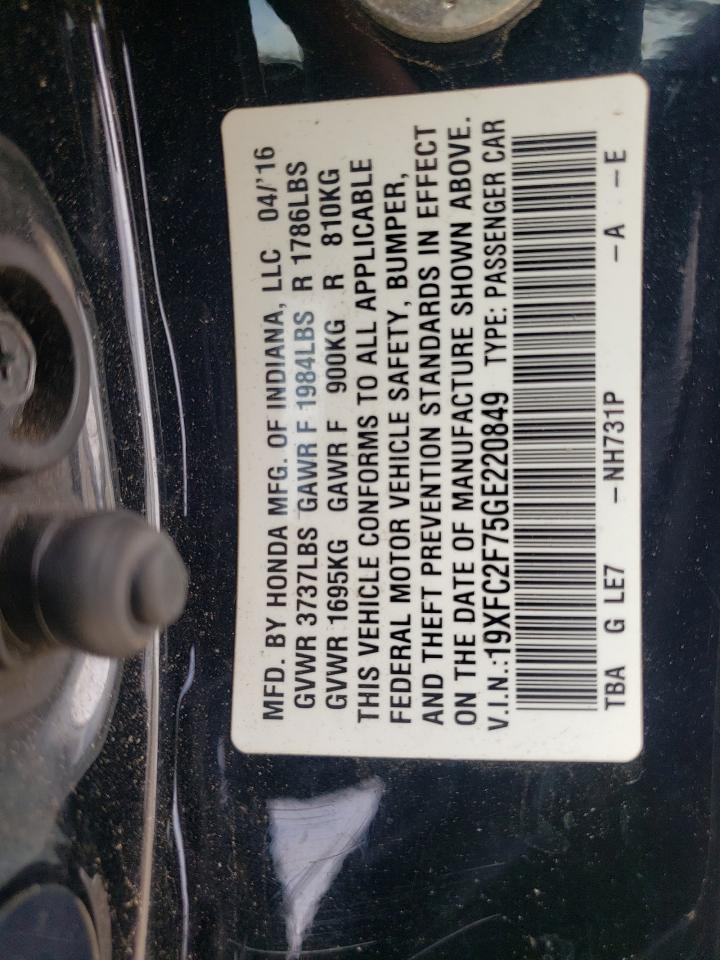 MFD. BY HONDA MFG. OF INDIANA, LLC 04/'16
GVWR 3737LBS GAWR F 1984LBS R 1786LBS
GVWR 1695KG GAWR F 900KG R 810KG
THIS VEHICLE CONFORMS TO ALL APPLICABLE
FEDERAL MOTOR VEHICLE SAFETY, BUMPER,
AND THEFT PREVENTION STANDARDS IN EFFECT
ON THE DATE OF MANUFACTURE SHOWN ABOVE.
V.I.N.:19XFC2F75GE220849 TYPE: PASSENGER CAR
TBA G LE7 -NH731P -A -E